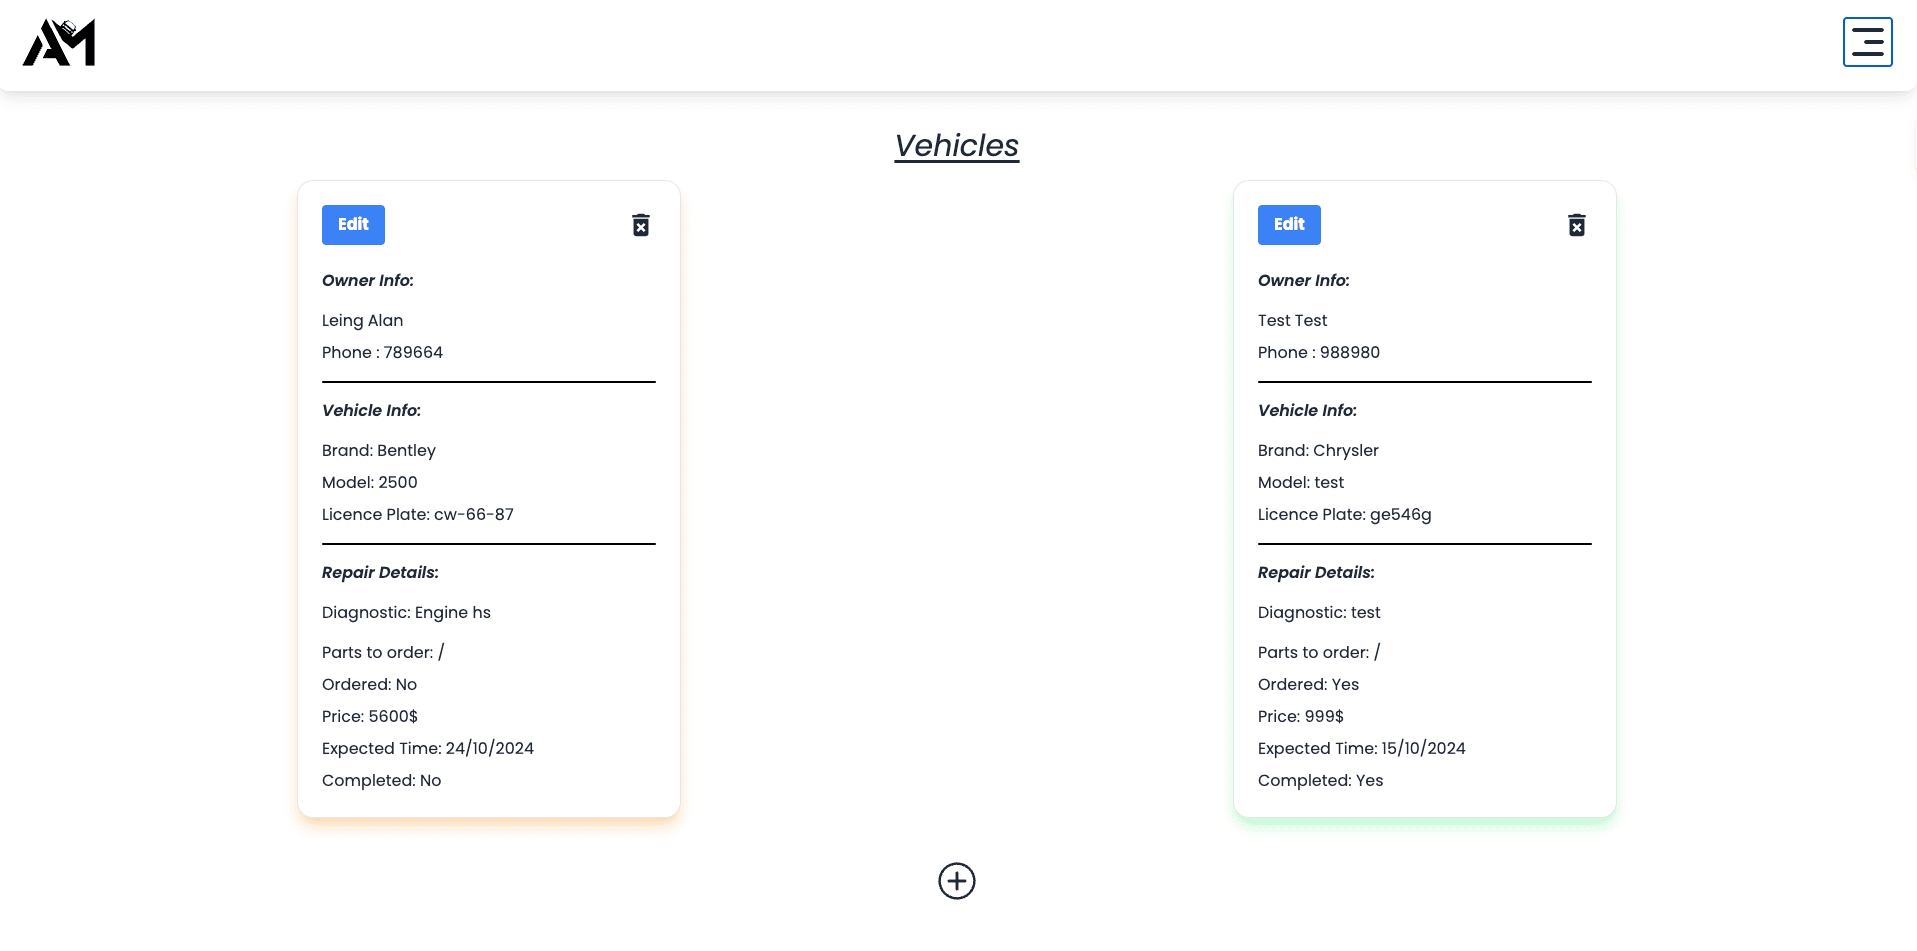 AM
Vehicles
Edit
Owner Info:
Leing Alan
Phone : 789664
Vehicle Info:
Brand: Bentley
Model: 2500
Licence Plate: cw-66-87
Repair Details:
Diagnostic: Engine hs
Parts to order: /
Ordered: No
Price: 5600$
Expected Time: 24/10/2024
Completed: No
Edit
Owner Info:
Test Test
Phone : 988980
Vehicle Info:
Brand: Chrysler
Model: test
Licence Plate: ge546g
Repair Details:
Diagnostic: test
Parts to order: /
Ordered: Yes
Price: 999$
Expected Time: 15/10/2024
Completed: Yes